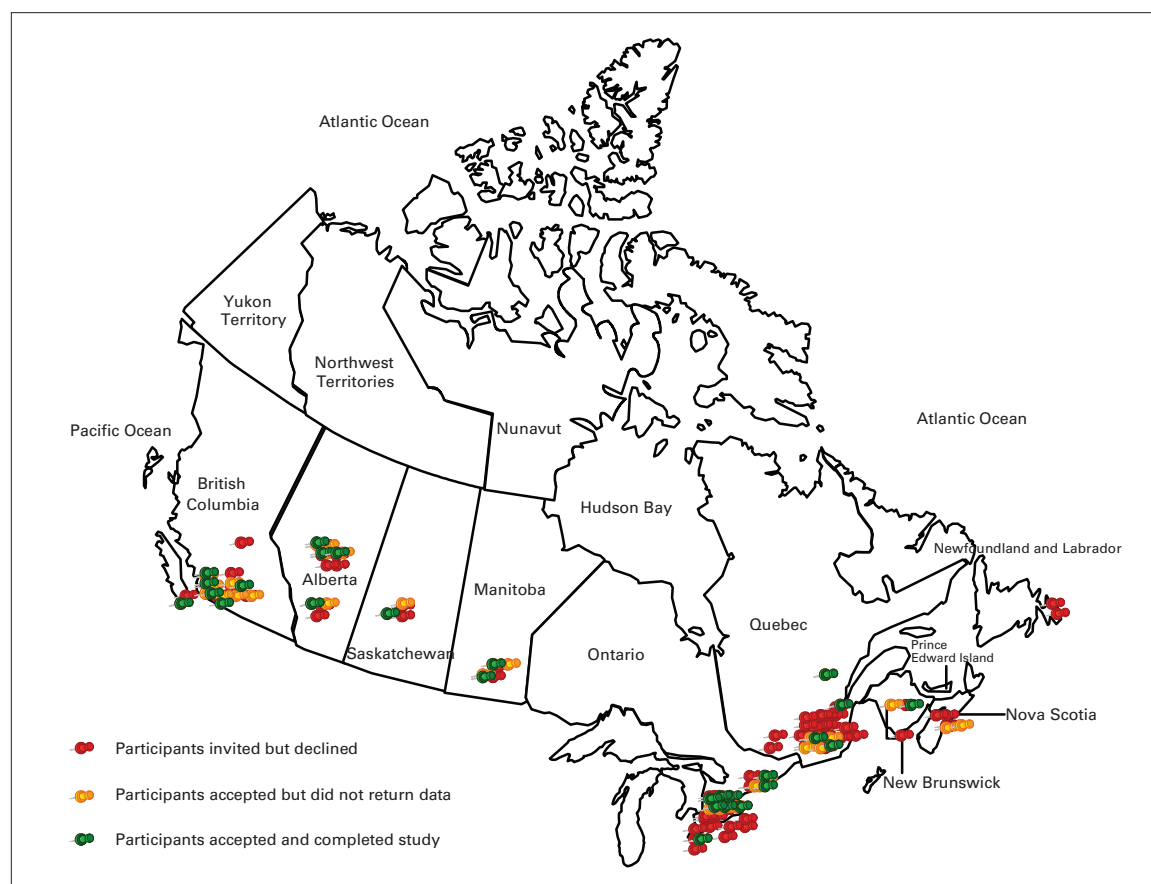 Atlantic Ocean
Yukon
Territory
Northwest
Territories
Nunavut
Pacific Ocean
Atlantic Ocean
British
Columbia
Hudson Bay
Newfoundland and Labrador
Alberta
Manitoba
Quebec
Saskatchewan
Ontario
Prince
Edward Island
Nova Scotia
New Brunswick
Participants invited but declined
Participants accepted but did not return data
Participants accepted and completed study